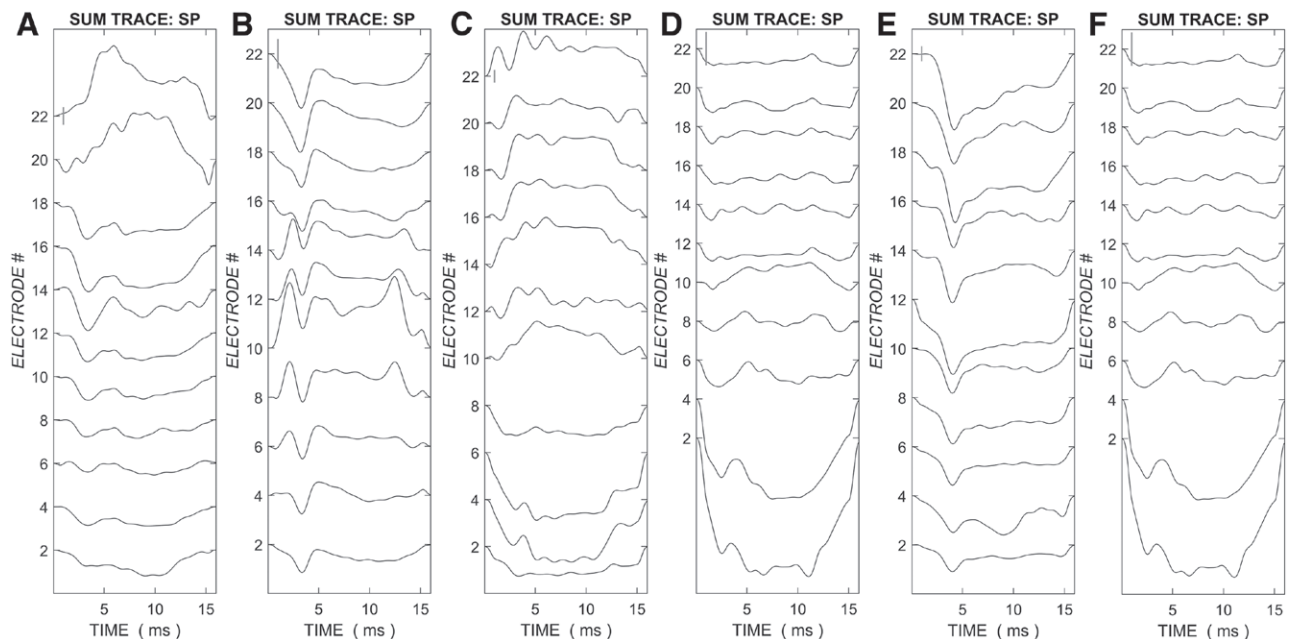 A SUM TRACE: SP
B SUM TRACE: SP
C SUM TRACE: SP
D SUM TRACE: SP
E SUM TRACE: SP
F SUM TRACE: SP
ELECTRODE #
22
20
18
16
14
12
10
8
6
4
2
5 10 15
TIME ( ms )
ELECTRODE #
22
20
18
16
14
12
10
8
6
4
2
5 10 15
TIME ( ms )
ELECTRODE #
22
20
18
16
14
12
10
8
6
4
2
5 10 15
TIME ( ms )
ELECTRODE #
22
20
18
16
14
12
10
8
6
4
2
5 10 15
TIME ( ms )
ELECTRODE #
22
20
18
16
14
12
10
8
6
4
2
5 10 15
TIME ( ms )
ELECTRODE #
22
20
18
16
14
12
10
8
6
4
2
5 10 15
TIME ( ms )